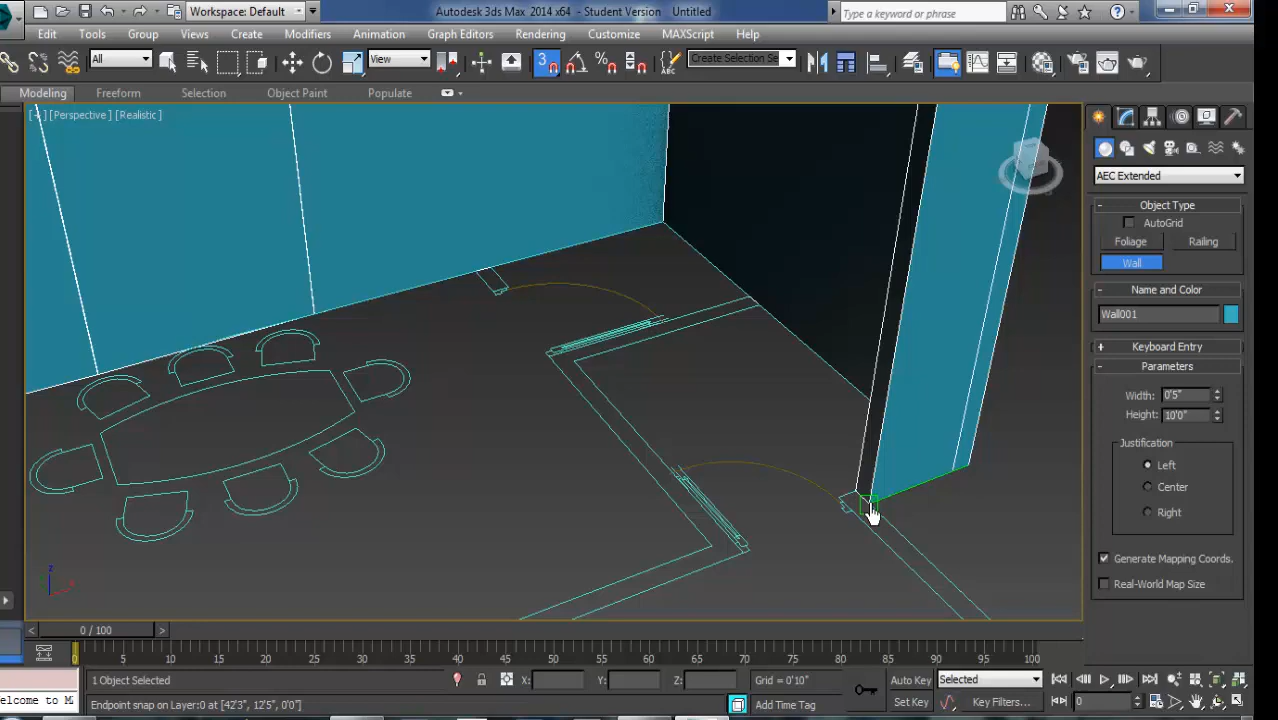 Workspace: Default
Autodesk 3ds Max 2014 x64 - Student Version Untitled
Type a keyword or phrase
Edit Tools Group Views Create Modifiers Animation Graph Editors Rendering Customize MAXScript Help
All
View
3
Create Selection Se
Modeling Freeform Selection Object Paint Populate
[+] [Perspective] [Realistic]
AEC Extended
- Object Type
AutoGrid
Foliage Railing
Wall
- Name and Color
Wall001
+ Keyboard Entry
- Parameters
Width: 0'5"
Height: 10'0"
Justification
Left
Center
Right
Generate Mapping Coords.
Real-World Map Size
z
< 0 / 100 >
0 5 10 15 20 25 30 35 40 45 50 55 60 65 70 75 80 85 90 95 100
1 Object Selected X: Y: Z: Grid = 0'10" Auto Key Selected
elcome to M Endpoint snap on Layer:0 at [42'3", 12'5", 0'0"] Add Time Tag Set Key Key Filters... 0